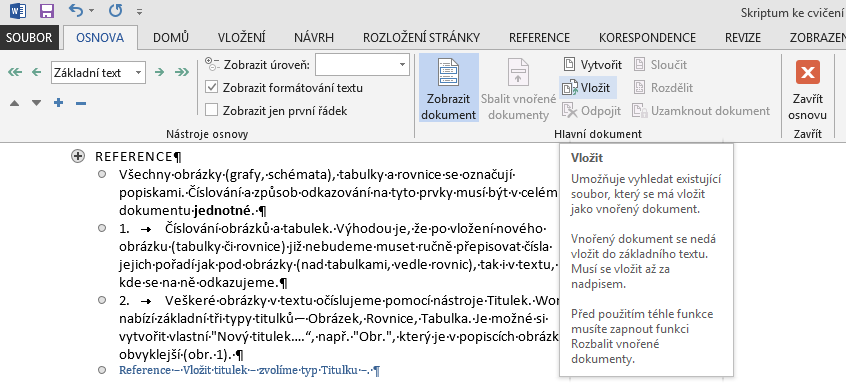 Skriptum ke cvičení
SOUBOR OSNOVA DOMŮ VLOŽENÍ NÁVRH ROZLOŽENÍ STRÁNKY REFERENCE KORESPONDENCE REVIZE ZOBRAZEN
Základní text
Zobrazit úroveň:
Zobrazit formátování textu
Zobrazit jen první řádek
Nástroje osnovy
Zobrazit dokument
Sbalit vnořené dokumenty
Vytvořit
Vložit
Odpojit
Sloučit
Rozdělit
Uzamknout dokument
Hlavní dokument
Zavřít osnovu
Zavřít
REFERENCE¶
Všechny·obrázky·(grafy,·schémata),·tabulky·a·rovnice·se·označují·
popiskami.·Číslování·a·způsob·odkazování·na·tyto·prvky·musí·být·v·celém·
dokumentu·jednotné.·¶
1. → Číslování·obrázků·a·tabulek.·Výhodou·je,·že·po·vložení·nového·
obrázku·(tabulky·či·rovnice)·již·nebudeme·muset·ručně·přepisovat·čísla·
jejich·pořadí·jak·pod·obrázky·(nad·tabulkami,·vedle·rovnic),·tak·i·v·textu,·
kde·se·na·ně·odkazujeme.¶
2. → Veškeré·obrázky·v·textu·očíslujeme·pomocí·nástroje·Titulek.·Wor
nabízí·základní·tři·typy·titulků·–·Obrázek,·Rovnice,·Tabulka.·Je·možné·si·
vytvořit·vlastní·"Nový·titulek....“,·např.·"Obr.",·který·je·v·popiscích·obráz
obvyklejší·(obr.·1).·¶
Reference·–·Vložit·titulek·–·zvolíme·typ·Titulku·–.·¶
Vložit
Umožňuje vyhledat existující
soubor, který se má vložit
jako vnořený dokument.
Vnořený dokument se nedá
vložit do základního textu.
Musí se vložit až za
nadpisem.
Před použitím téhle funkce
musíte zapnout funkci
Rozbalit vnořené
dokumenty.